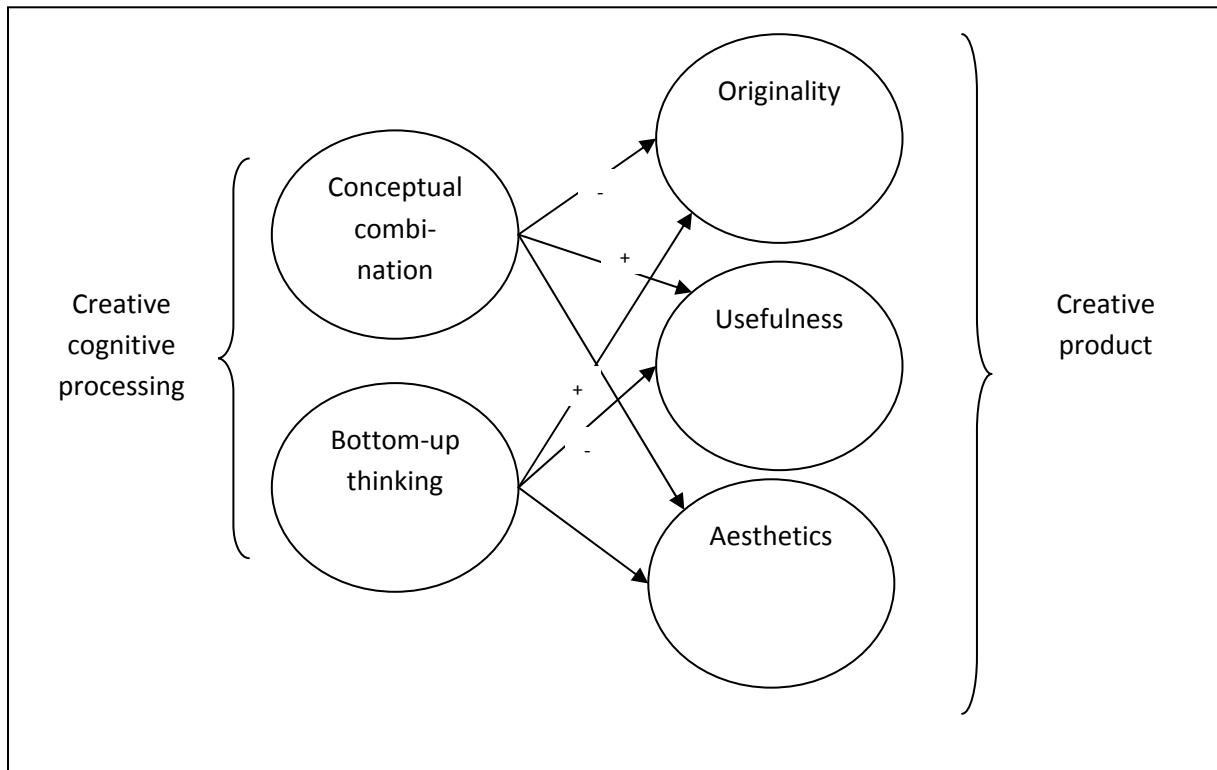 Originality
Conceptual
combi-
nation
-
+
Usefulness
Creative
cognitive
processing
Creative
product
+
-
Bottom-up
thinking
Aesthetics